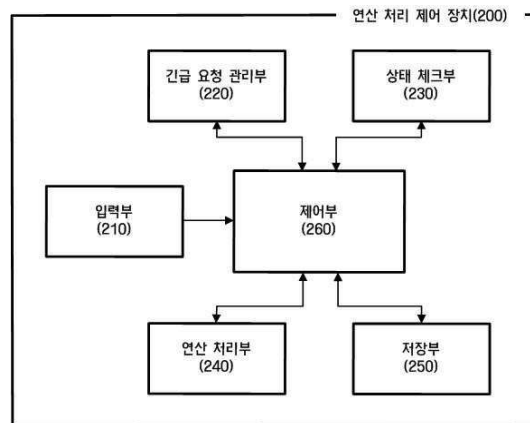 연산 처리 제어 장치(200)
긴급 요청 관리부
(220)
상태 체크부
(230)
입력부
(210)
제어부
(260)
연산 처리부
(240)
저장부
(250)